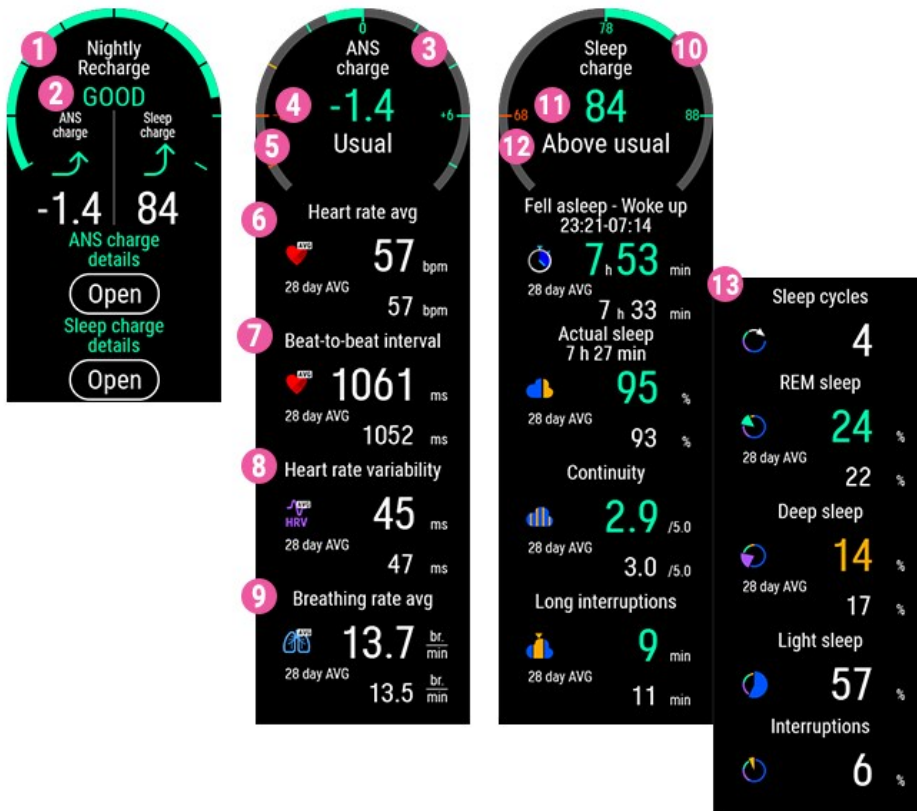 1
Nightly
Recharge
2
GOOD
ANS
charge
Sleep
charge
-1.4
84
ANS charge
details
Open
Sleep charge
details
Open
0
3
ANS
charge
4
-1.4
+6
5
Usual
6
Heart rate avg
AVG
57 bpm
28 day AVG
57 bpm
7
Beat-to-beat interval
AVG
1061 ms
28 day AVG
1052 ms
8
Heart rate variability
AVG
HRV
45 ms
28 day AVG
47 ms
9
Breathing rate avg
AVG
13.7 br. min
28 day AVG
13.5 br. min
78
10
Sleep
charge
68
11
84
88
12
Above usual
Fell asleep - Woke up
23:21-07:14
7 h 53 min
28 day AVG
7 h 33 min
Actual sleep
7 h 27 min
95 %
28 day AVG
93 %
Continuity
2.9 /5.0
28 day AVG
3.0 /5.0
Long interruptions
9 min
28 day AVG
11 min
13
Sleep cycles
4
REM sleep
24 %
28 day AVG
22 %
Deep sleep
14 %
28 day AVG
17 %
Light sleep
57 %
Interruptions
6 %